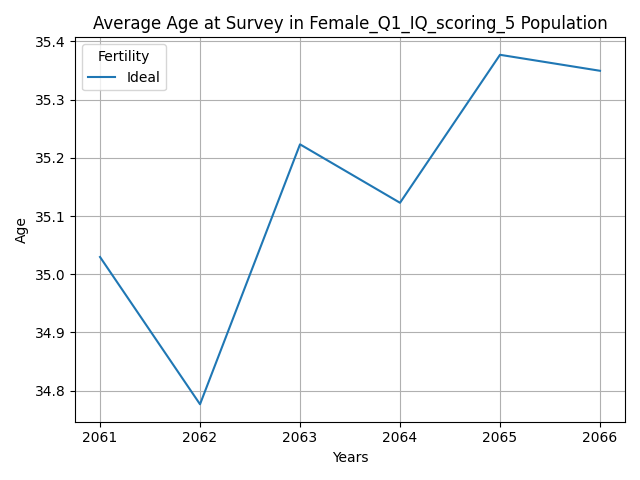 Average Age at Survey in Female_Q1_IQ_scoring_5 Population
Fertility
Ideal
35.4
35.3
35.2
35.1
35.0
34.9
34.8
Age
2061 2062 2063 2064 2065 2066
Years